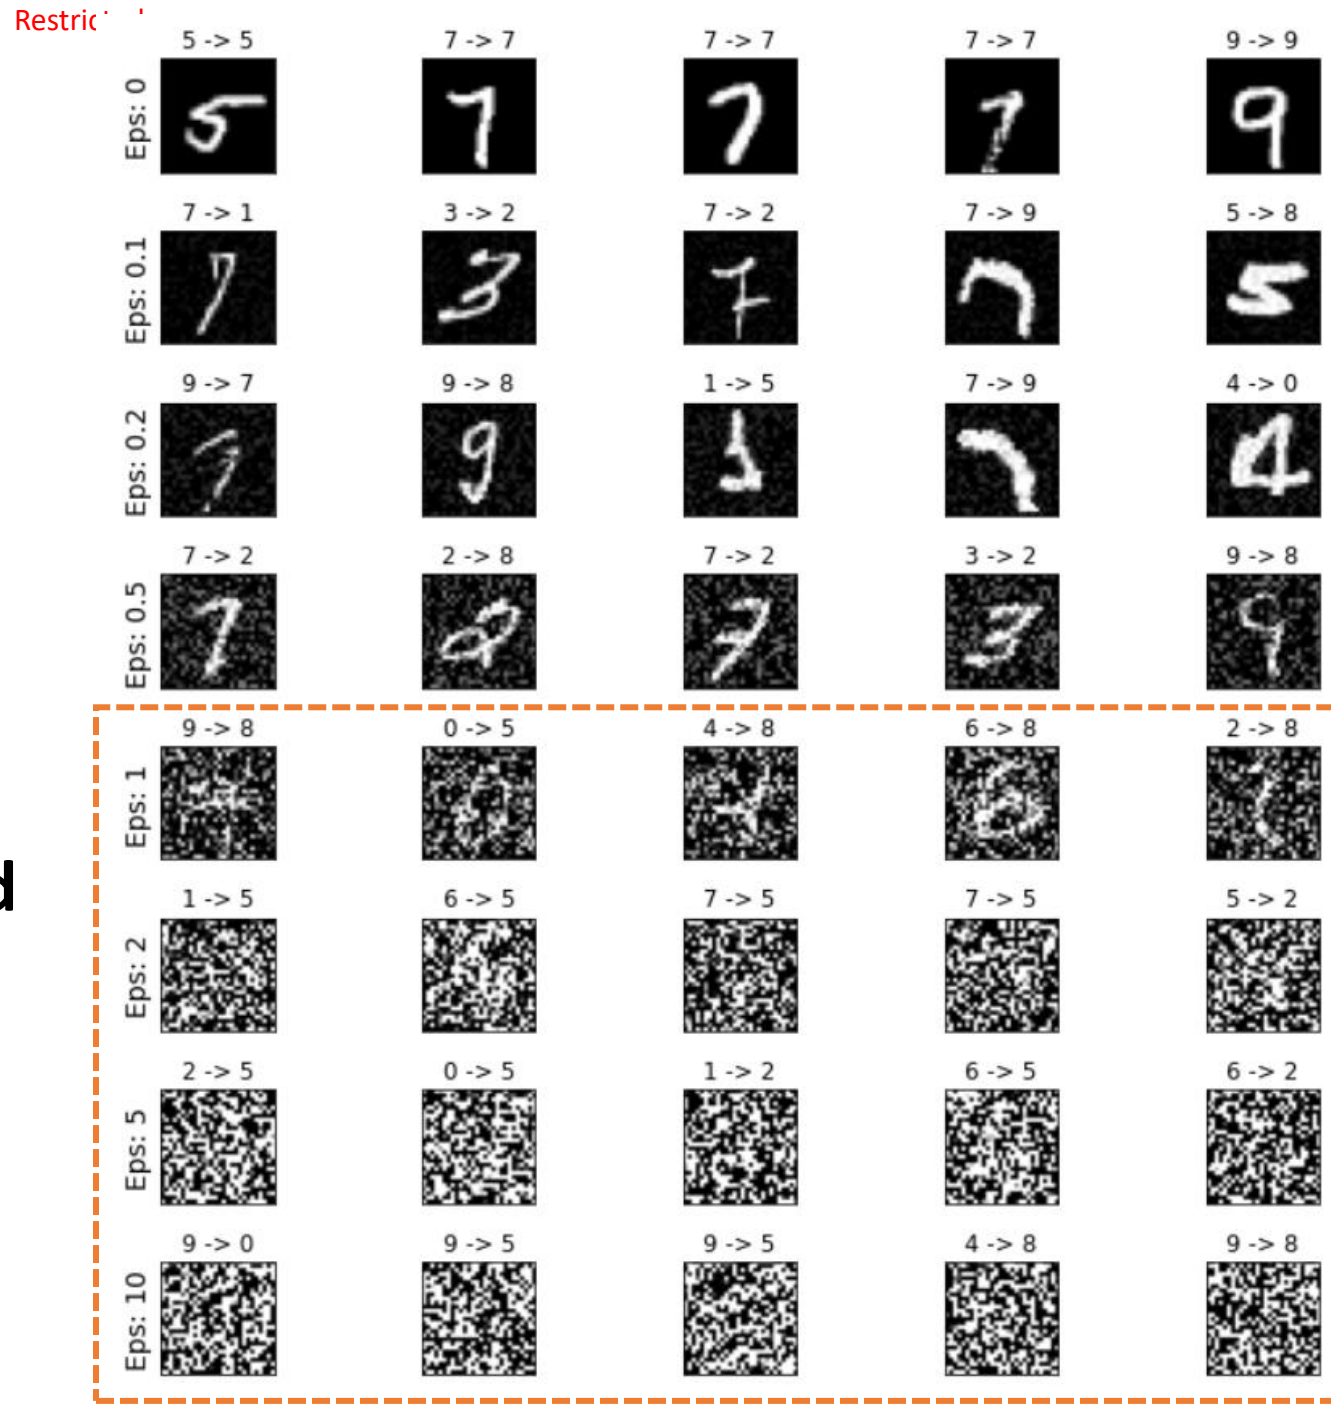 5 -> 5 7 -> 7 7 -> 7 7 -> 7 9 -> 9
Eps: 0
7 -> 1 3 -> 2 7 -> 2 7 -> 9 5 -> 8
Eps: 0.1
9 -> 7 9 -> 8 1 -> 5 7 -> 9 4 -> 0
Eps: 0.2
7 -> 2 2 -> 8 7 -> 2 3 -> 2 9 -> 8
Eps: 0.5
9 -> 8 0 -> 5 4 -> 8 6 -> 8 2 -> 8
Eps: 1
1 -> 5 6 -> 5 7 -> 5 7 -> 5 5 -> 2
Eps: 2
2 -> 5 0 -> 5 1 -> 2 6 -> 5 6 -> 2
Eps: 5
9 -> 0 9 -> 5 9 -> 5 4 -> 8 9 -> 8
Eps: 10